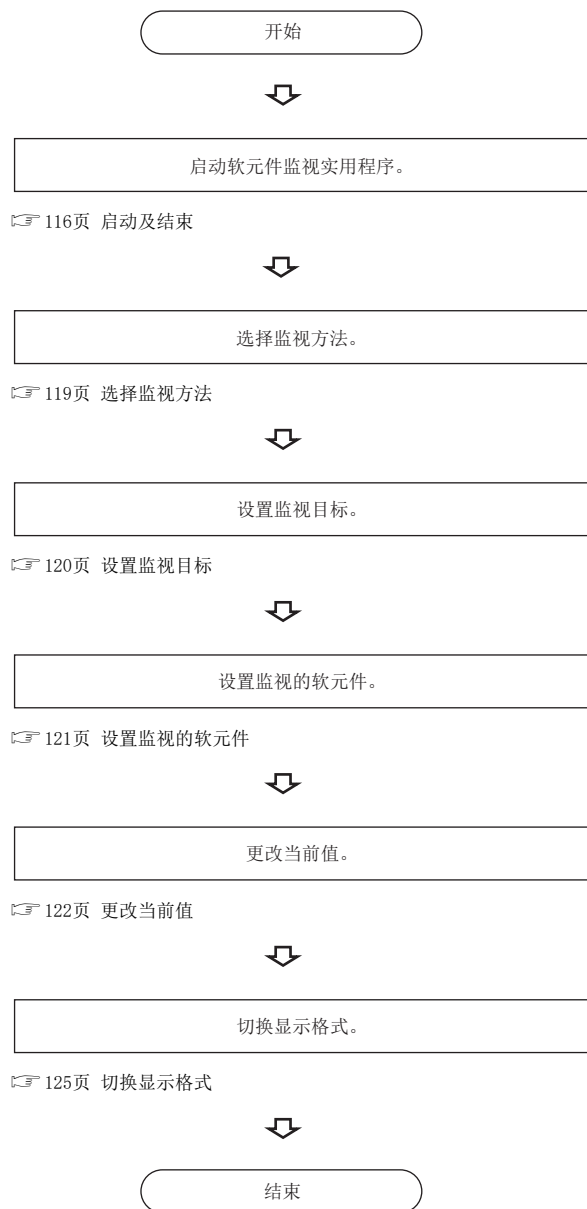 开始
启动软元件监视实用程序。
☞ 116页 启动及结束
选择监视方法。
☞ 119页 选择监视方法
设置监视目标。
☞ 120页 设置监视目标
设置监视的软元件。
☞ 121页 设置监视的软元件
更改当前值。
☞ 122页 更改当前值
切换显示格式。
☞ 125页 切换显示格式
结束